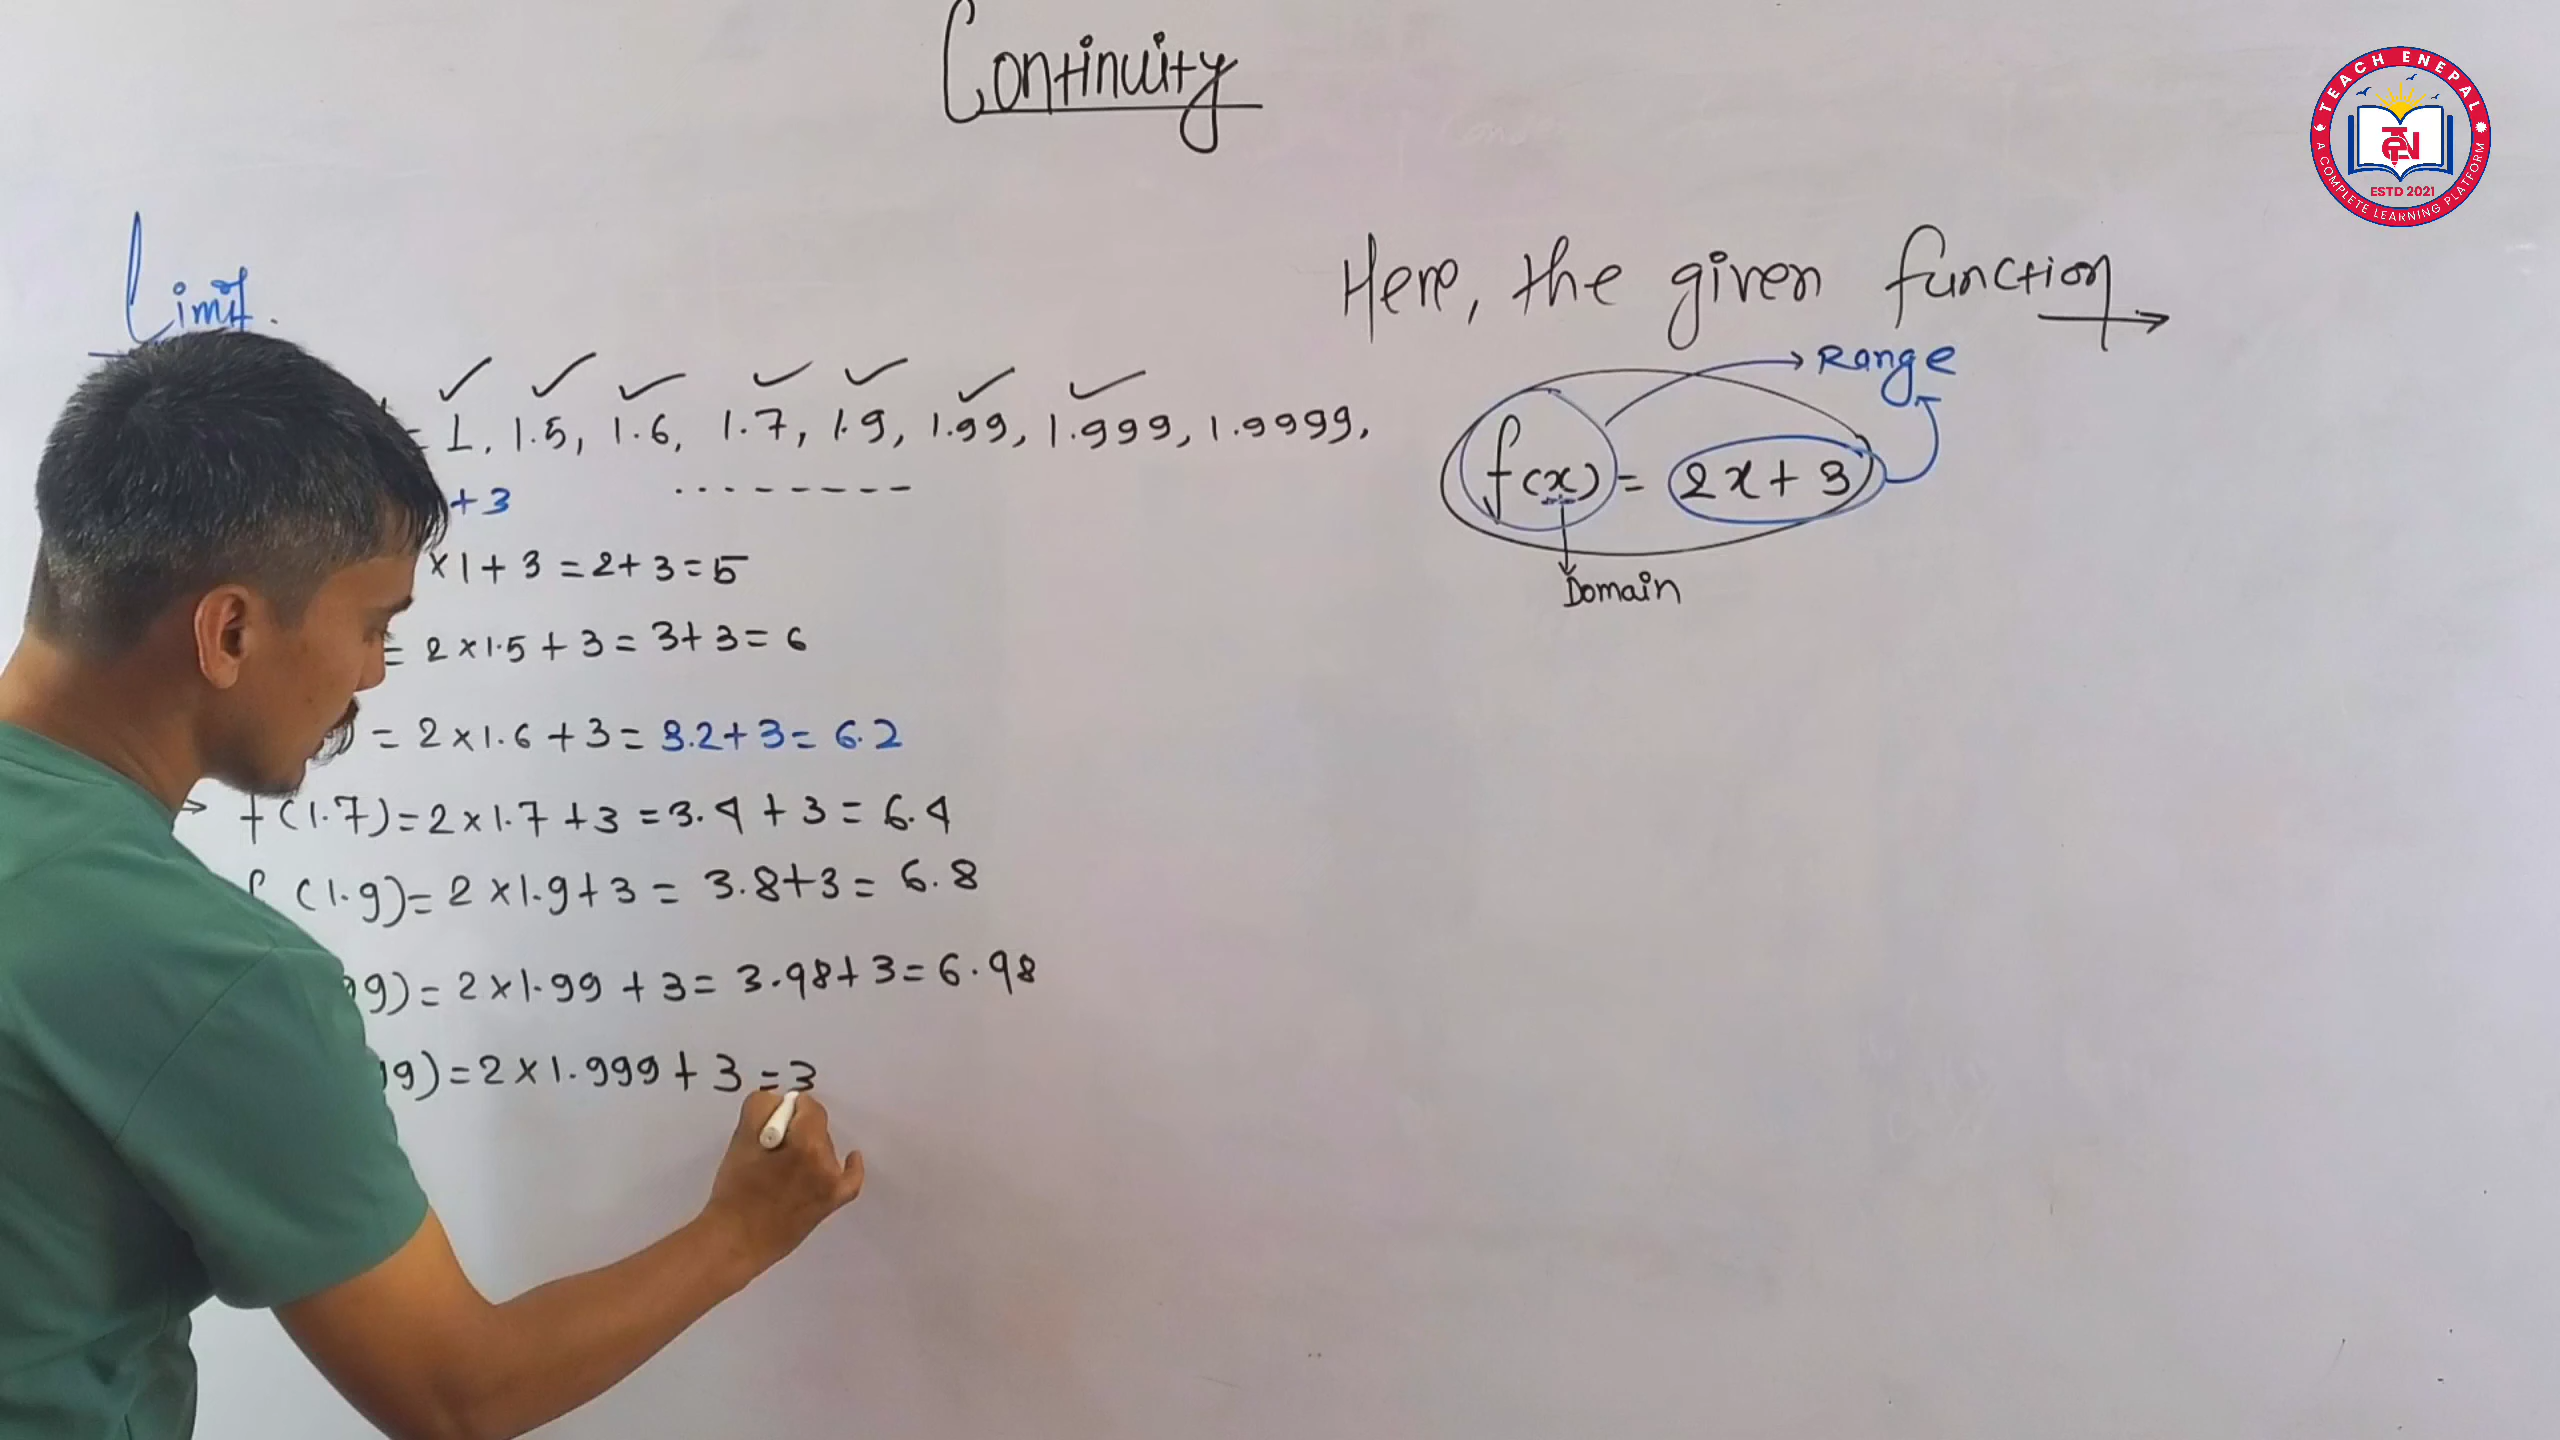 Continuity
TEACH ENEPAL
A COMPLETE LEARNING PLATFORM
ESTD 2021
Limit.
= 1, 1.5, 1.6, 1.7, 1.9, 1.99, 1.999, 1.9999,
+3 ---------
×1+3 =2+3=5
= 2×1.5+3 = 3+3= 6
) = 2×1.6+3= 3.2+3= 6.2
→ f(1.7)=2×1.7+3 =3.4+3= 6.4
f(1.9)= 2×1.9+3 = 3.8+3= 6.8
99)= 2×1.99+3= 3.98+3=6.98
99)=2×1.999+3=3
Here, the given function
→ Range
f(x) = 2x+3
Domain